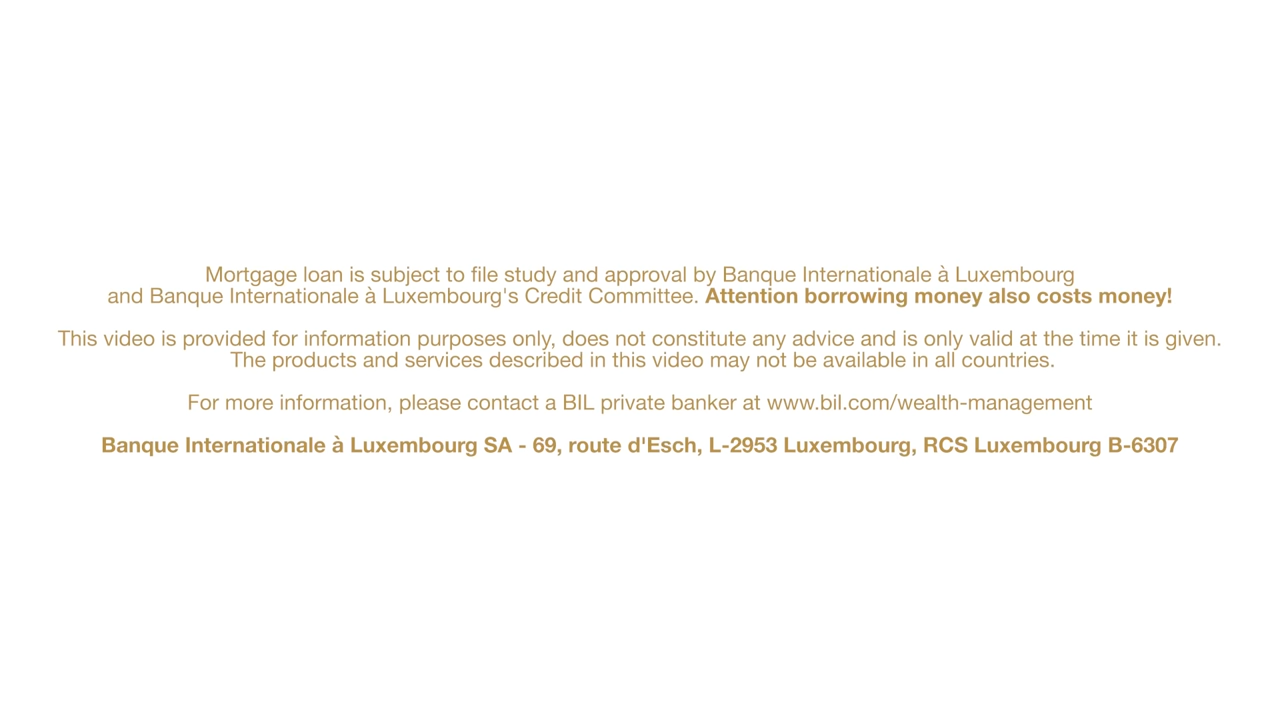 Mortgage loan is subject to file study and approval by Banque Internationale à Luxembourg
and Banque Internationale à Luxembourg's Credit Committee. Attention borrowing money also costs money!
This video is provided for information purposes only, does not constitute any advice and is only valid at the time it is given.
The products and services described in this video may not be available in all countries.
For more information, please contact a BIL private banker at www.bil.com/wealth-management
Banque Internationale à Luxembourg SA - 69, route d'Esch, L-2953 Luxembourg, RCS Luxembourg B-6307